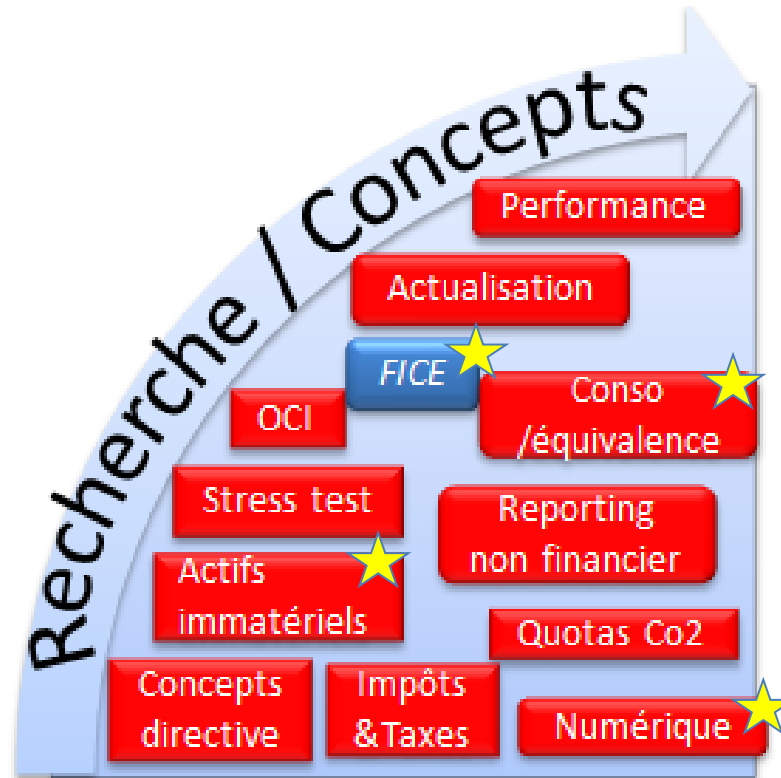 Recherche / Concepts
Performance
Actualisation
FICE
Conso
/équivalence
OCI
Stress test
Reporting
non financier
Actifs
immatériels
Quotas Co2
Concepts
directive
Impôts
&Taxes
Numérique